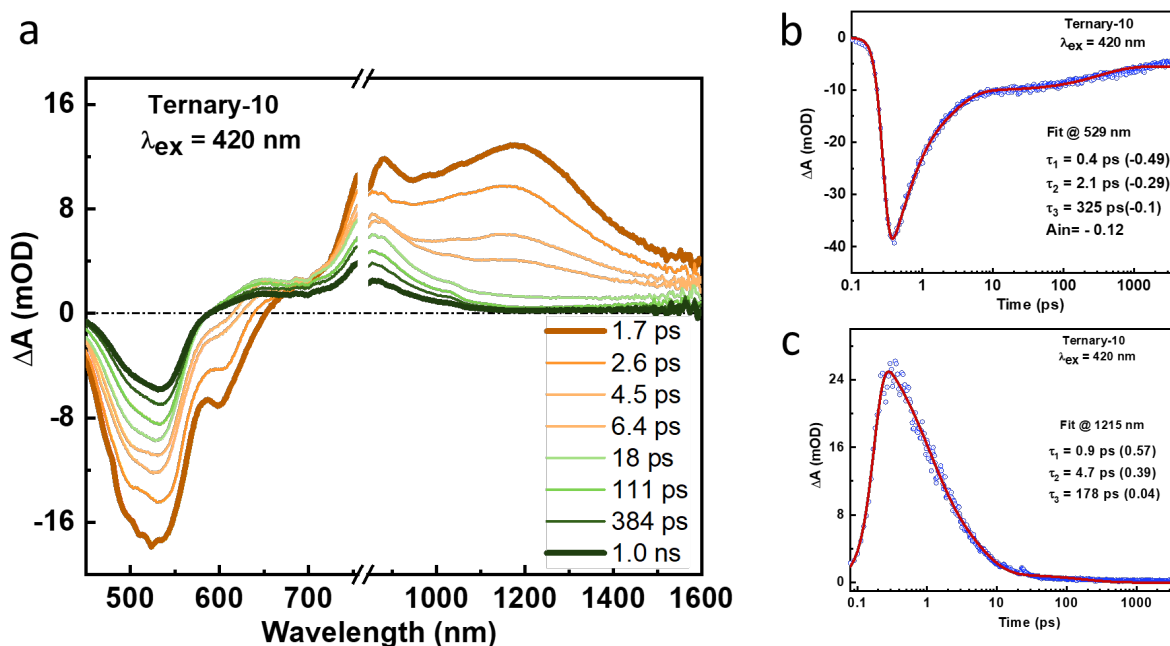 a
Ternary-10
λex = 420 nm
16
8
0
-8
-16
ΔA (mOD)
1.7 ps
2.6 ps
4.5 ps
6.4 ps
18 ps
111 ps
384 ps
1.0 ns
500 600 700 1000 1200 1400 1600
Wavelength (nm)
b
Ternary-10
λex = 420 nm
0
-10
-20
-30
-40
ΔA (mOD)
Fit @ 529 nm
τ1 = 0.4 ps (-0.49)
τ2 = 2.1 ps (-0.29)
τ3 = 325 ps(-0.1)
Ain= - 0.12
0.1 1 10 100 1000
Time (ps)
c
Ternary-10
λex = 420 nm
24
16
8
0
ΔA (mOD)
Fit @ 1215 nm
τ1 = 0.9 ps (0.57)
τ2 = 4.7 ps (0.39)
τ3 = 178 ps (0.04)
0.1 1 10 100 1000
Time (ps)